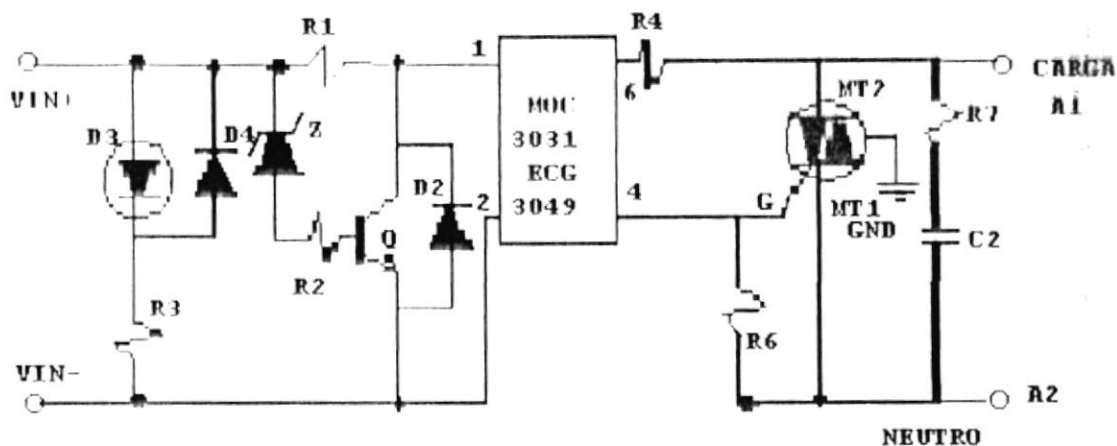 R1
R4
VIN+
1
6
MOC
3031
ECG
3049
MT2
CARGA
A1
D3
D4
Z
R7
D2
2
4
G
MT1
GND
R2
Q
C2
R3
R6
VIN-
A2
NEUTRO